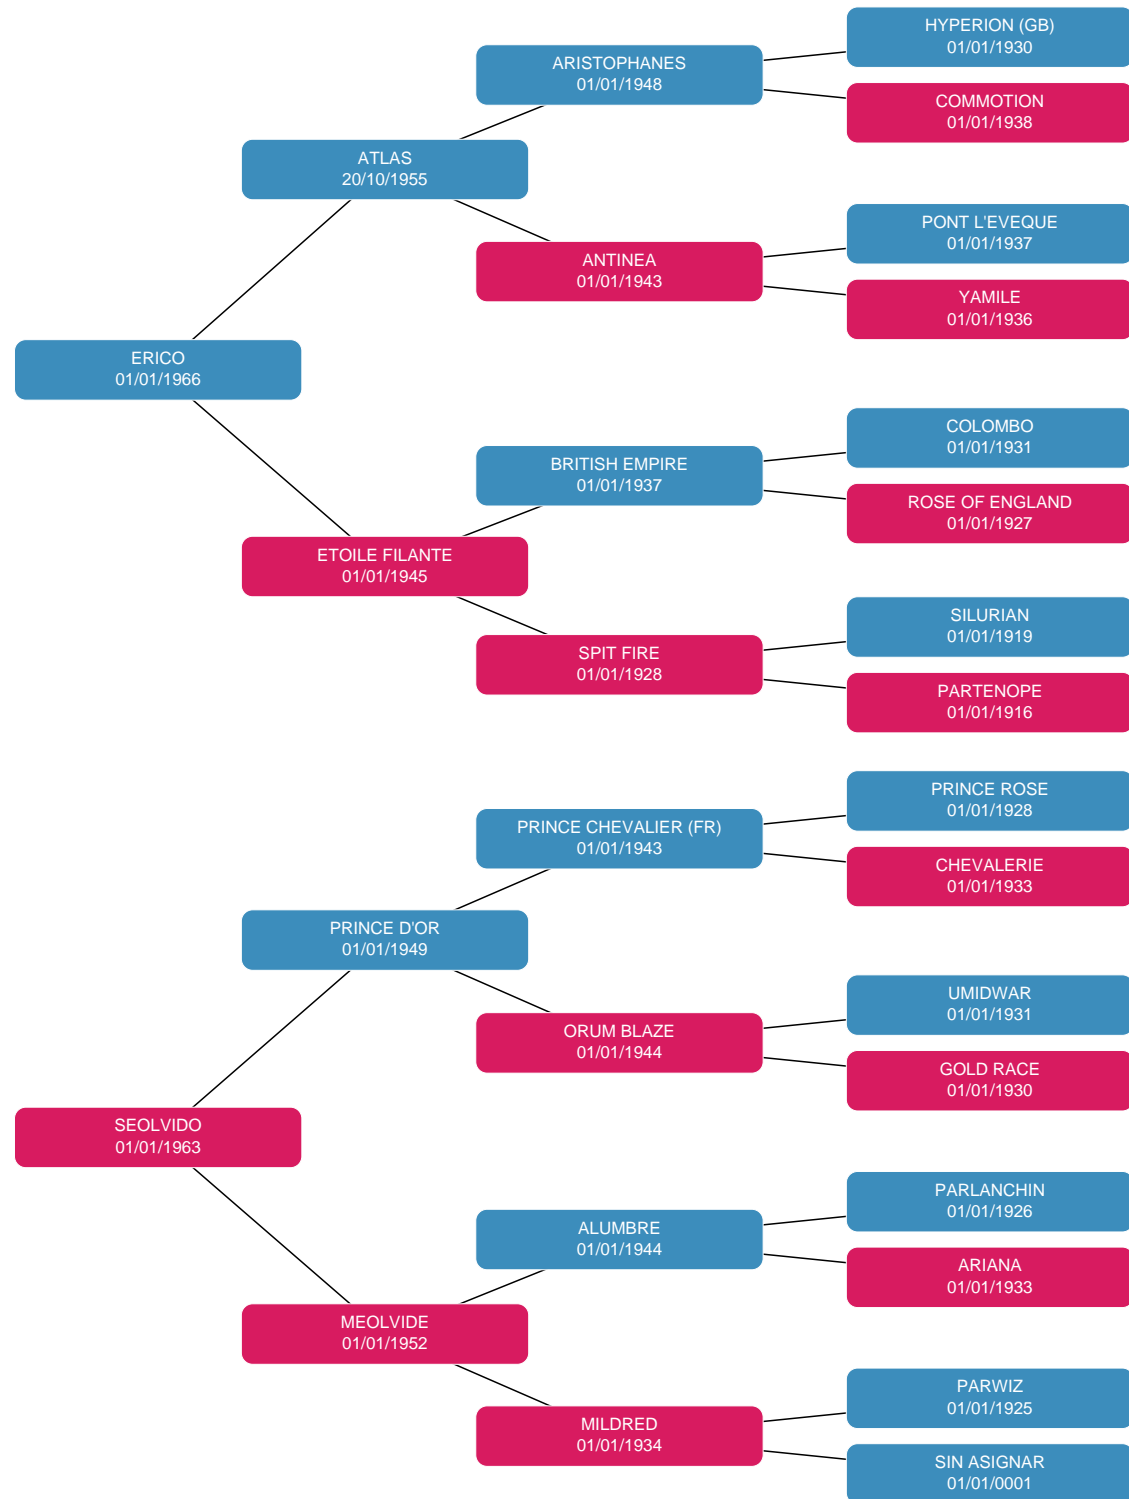 HYPERION (GB)
01/01/1930
ARISTOPHANES
01/01/1948
COMMOTION
01/01/1938
ATLAS
20/10/1955
PONT L'EVEQUE
01/01/1937
ANTINEA
01/01/1943
YAMILE
01/01/1936
ERICO
01/01/1966
COLOMBO
01/01/1931
BRITISH EMPIRE
01/01/1937
ROSE OF ENGLAND
01/01/1927
ETOILE FILANTE
01/01/1945
SILURIAN
01/01/1919
SPIT FIRE
01/01/1928
PARTENOPE
01/01/1916
PRINCE ROSE
01/01/1928
PRINCE CHEVALIER (FR)
01/01/1943
CHEVALERIE
01/01/1933
PRINCE D'OR
01/01/1949
UMIDWAR
01/01/1931
ORUM BLAZE
01/01/1944
GOLD RACE
01/01/1930
SEOLVIDO
01/01/1963
PARLANCHIN
01/01/1926
ALUMBRE
01/01/1944
ARIANA
01/01/1933
MEOLVIDE
01/01/1952
PARWIZ
01/01/1925
MILDRED
01/01/1934
SIN ASIGNAR
01/01/0001